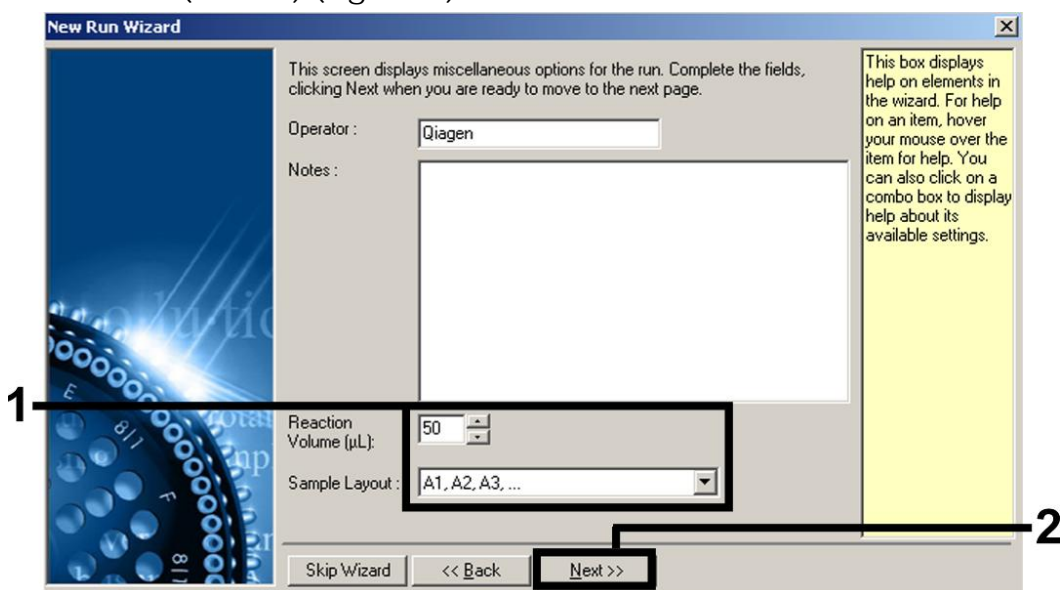 New Run Wizard
This screen displays miscellaneous options for the run. Complete the fields,
clicking Next when you are ready to move to the next page.
Operator :
Qiagen
Notes :
Reaction
Volume (µL):
50
Sample Layout :
A1, A2, A3, ...
Skip Wizard
<< Back
Next >>
This box displays
help on elements in
the wizard. For help
on an item, hover
your mouse over the
item for help. You
can also click on a
combo box to display
help about its
available settings.
1
2
E
8/1
F
8/1